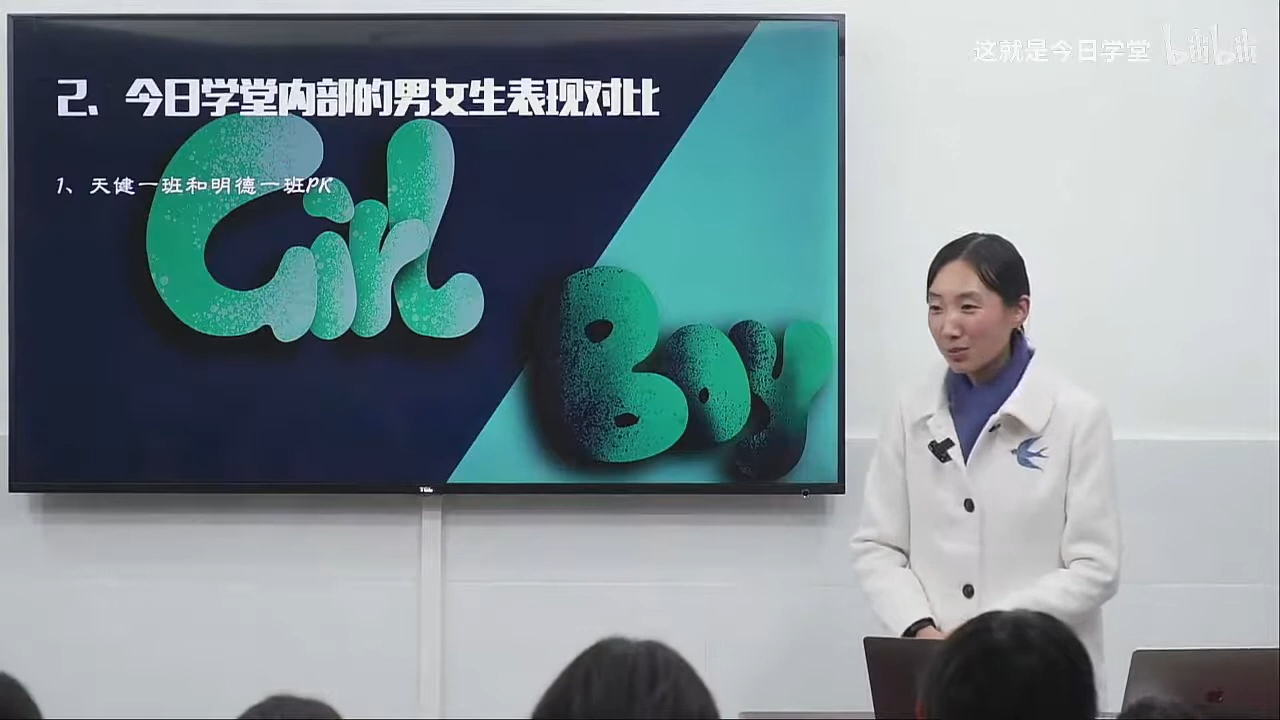 这就是今日学堂 bilibili
2、今日学堂内部的男女生表现对比
1、天健一班和明德一班PK
Girl
Boy